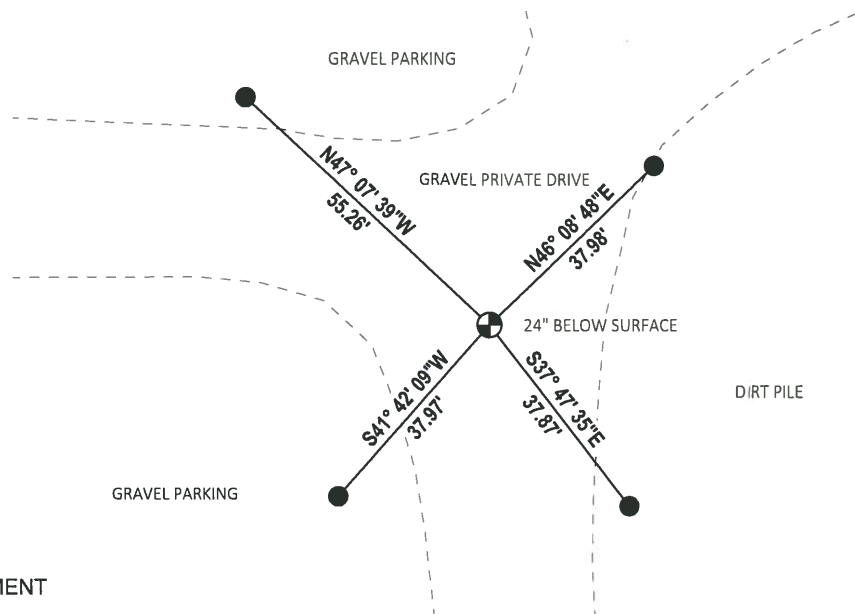 GRAVEL PARKING
N47° 07' 39"W
55.26'
GRAVEL PRIVATE DRIVE
N46° 08' 48"E
37.98'
24" BELOW SURFACE
S41° 42' 09"W
37.97'
S37° 47' 35"E
37.87'
DIRT PILE
GRAVEL PARKING